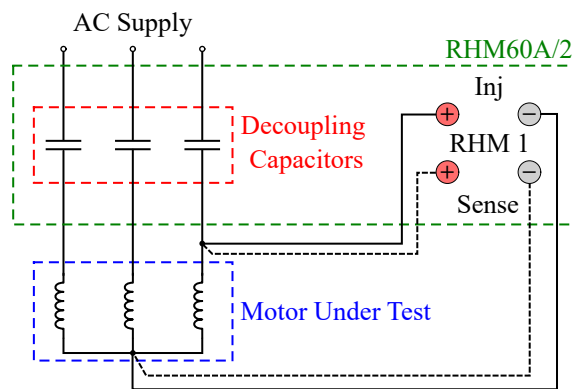 AC Supply
RHM60A/2
Inj
+ −
Decoupling
Capacitors
RHM 1
+ −
Sense
Motor Under Test